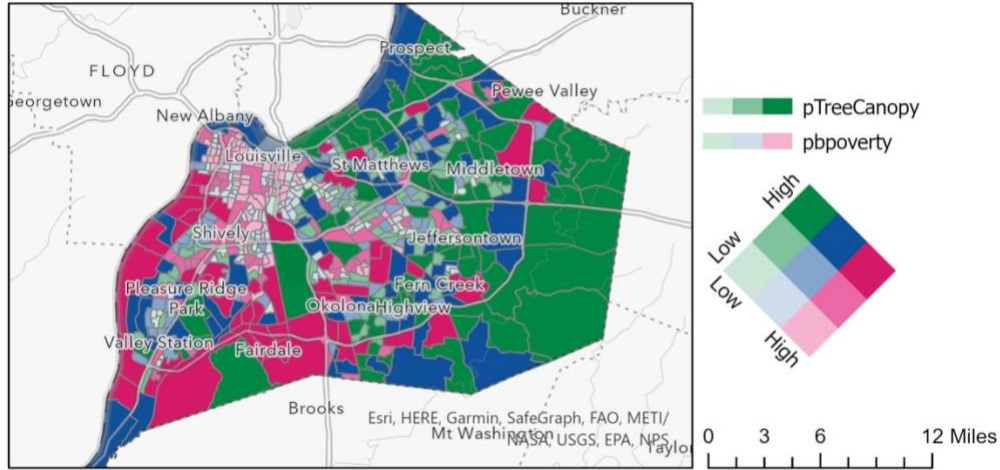 Buckner
Prospect
FLOYD
Georgetown
Pewee Valley
New Albany
Louisville
St Matthews
Middletown
Shively
Jeffersontown
Pleasure Ridge
Park
Fern Creek
Okolona
Highview
Valley Station
Fairdale
Brooks
Esri, HERE, Garmin, SafeGraph, FAO, METI/
Mt Washington
NASA, USGS, EPA, NPS
Taylo
pTreeCanopy
pbpoverty
High
Low
Low
High
0 3 6 12 Miles